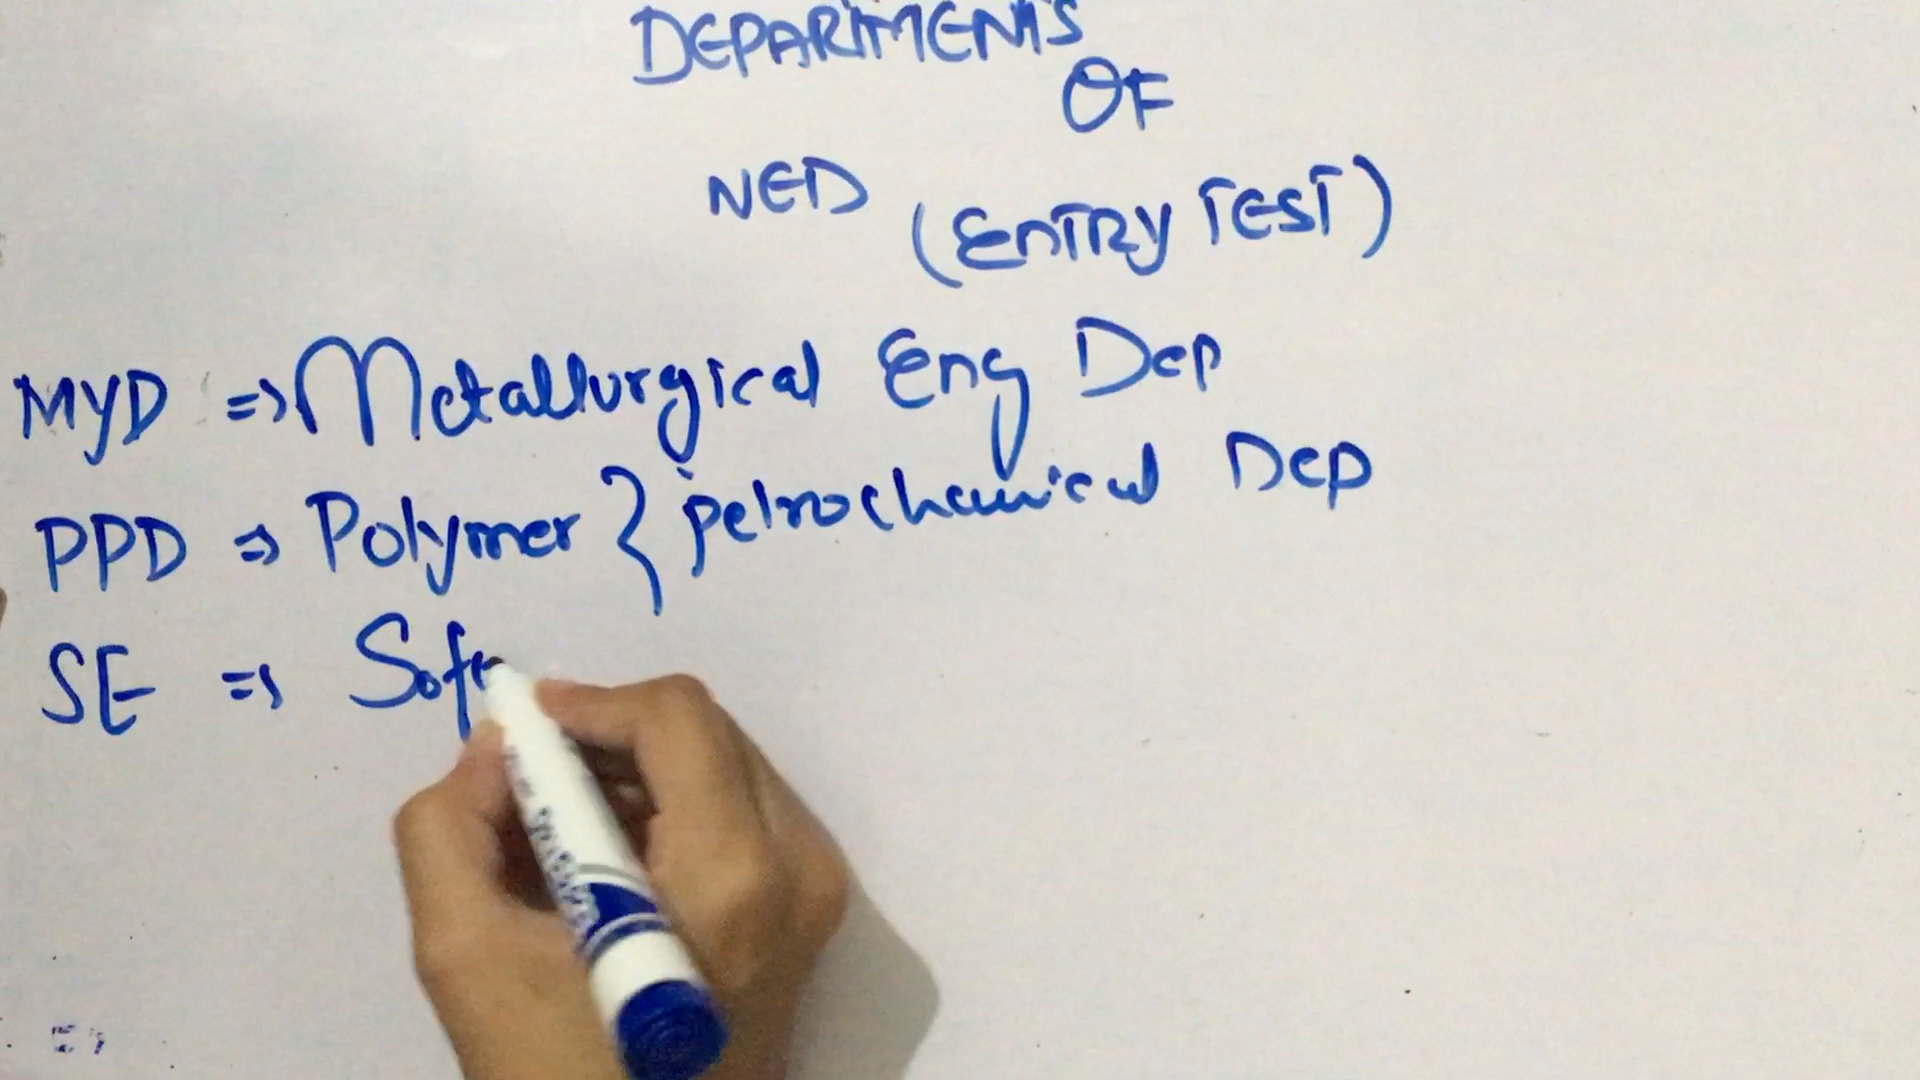 DEPARTMENTS
OF
NED (ENTRY TEST)
MYD => Metallurgical Eng Dep
PPD => Polymer } petrochemical Dep
SE => Sof